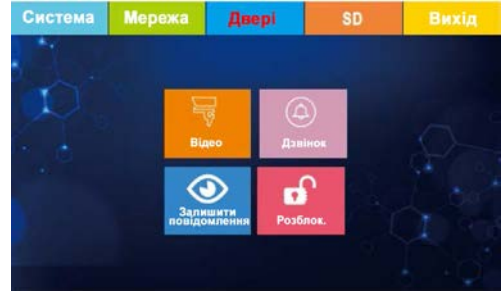 Система Мережа Двері SD Вихід
Відео Дзвінок
Залишити
повідомлення
Розблок.